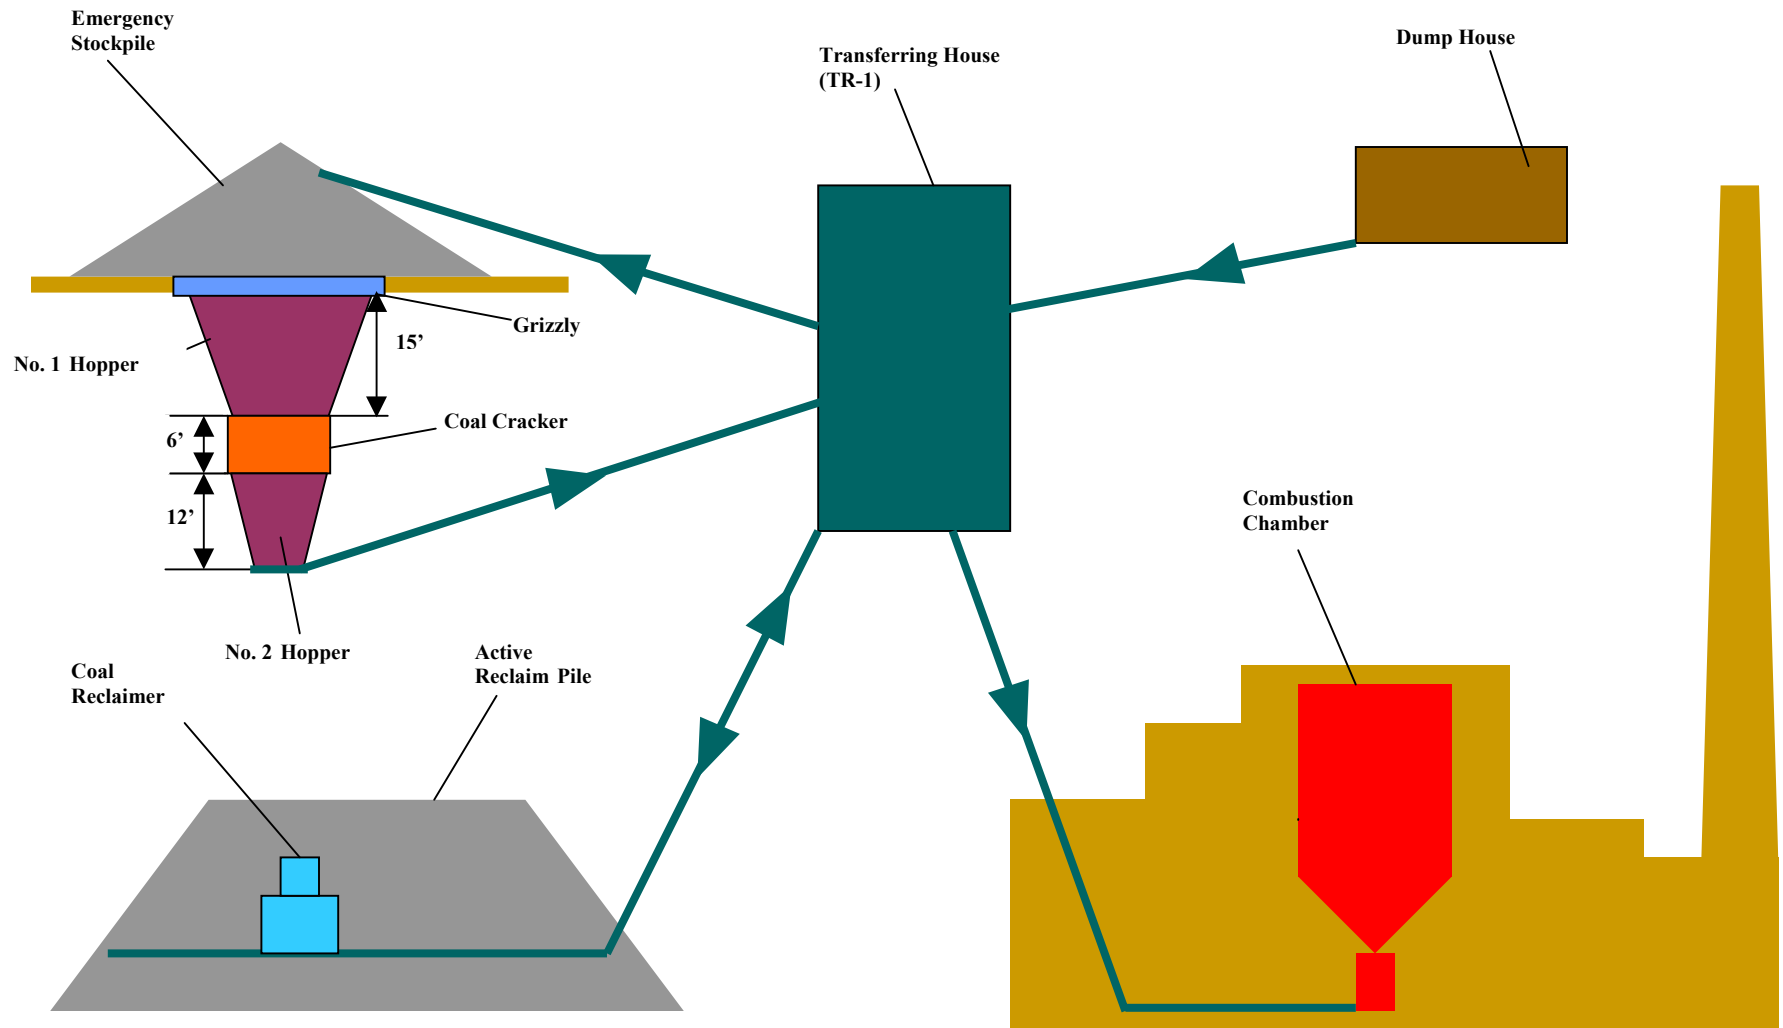 Emergency
Stockpile
Transferring House
(TR-1)
Dump House
Grizzly
15’
No. 1 Hopper
Coal Cracker
6’
12’
No. 2 Hopper
Coal
Reclaimer
Active
Reclaim Pile
Combustion
Chamber